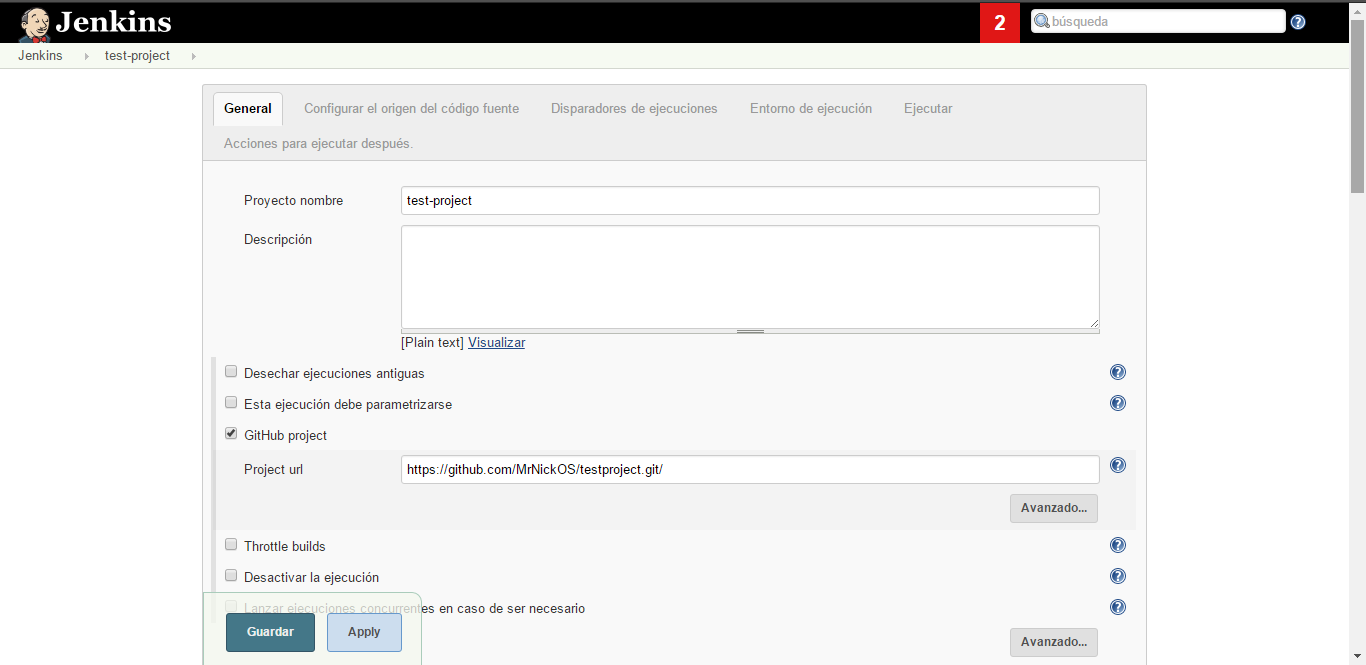 Jenkins
2
búsqueda
Jenkins
test-project
General
Configurar el origen del código fuente
Disparadores de ejecuciones
Entorno de ejecución
Ejecutar
Acciones para ejecutar después.
Proyecto nombre
test-project
Descripción
[Plain text] Visualizar
Desechar ejecuciones antiguas
Esta ejecución debe parametrizarse
GitHub project
Project url
https://github.com/MrNickOS/testproject.git/
Avanzado...
Throttle builds
Desactivar la ejecución
Lanzar ejecuciones concurrentes en caso de ser necesario
Guardar
Apply
Avanzado...